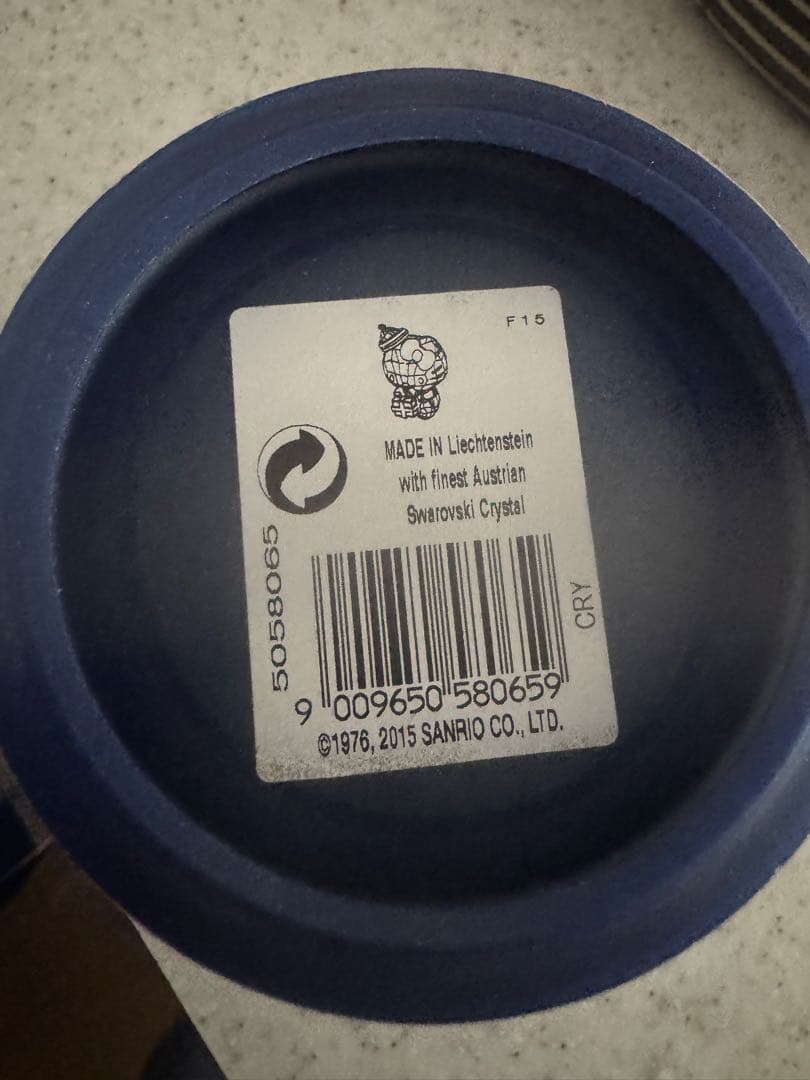 F15
MADE IN Liechtenstein
with finest Austrian
Swarovski Crystal
5058065
CRY
9 009650 580659
©1976, 2015 SANRIO CO., LTD.